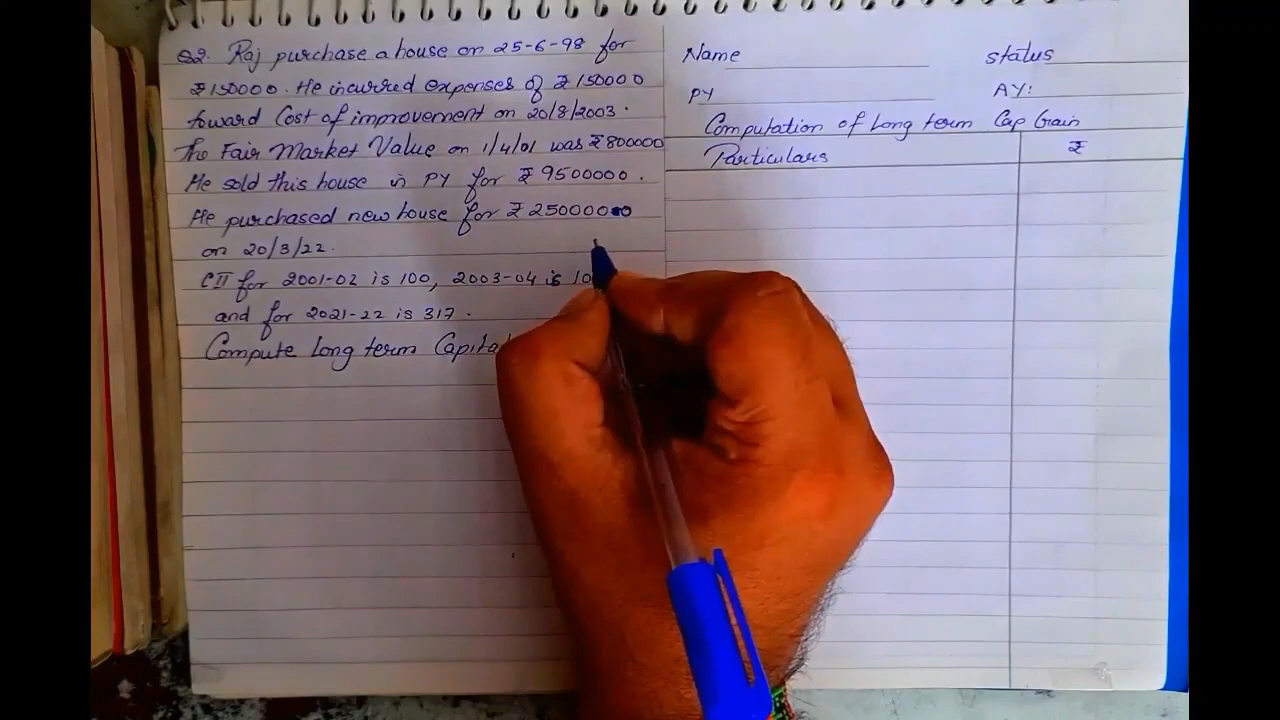 Q2. Raj purchase a house on 25-6-98 for
₹150000. He incurred expenses of ₹150000
toward Cost of improvement on 20/8/2003.
The Fair Market Value on 1/4/01 was ₹800000
He sold this house in PY for ₹9500000.
He purchased new house for ₹2500000
on 20/3/22.
CII for 2001-02 is 100, 2003-04 is 10
and for 2021-22 is 317.
Compute Long term Capital
Name status
PY AY:
Computation of Long term Cap Gain
Particulars ₹